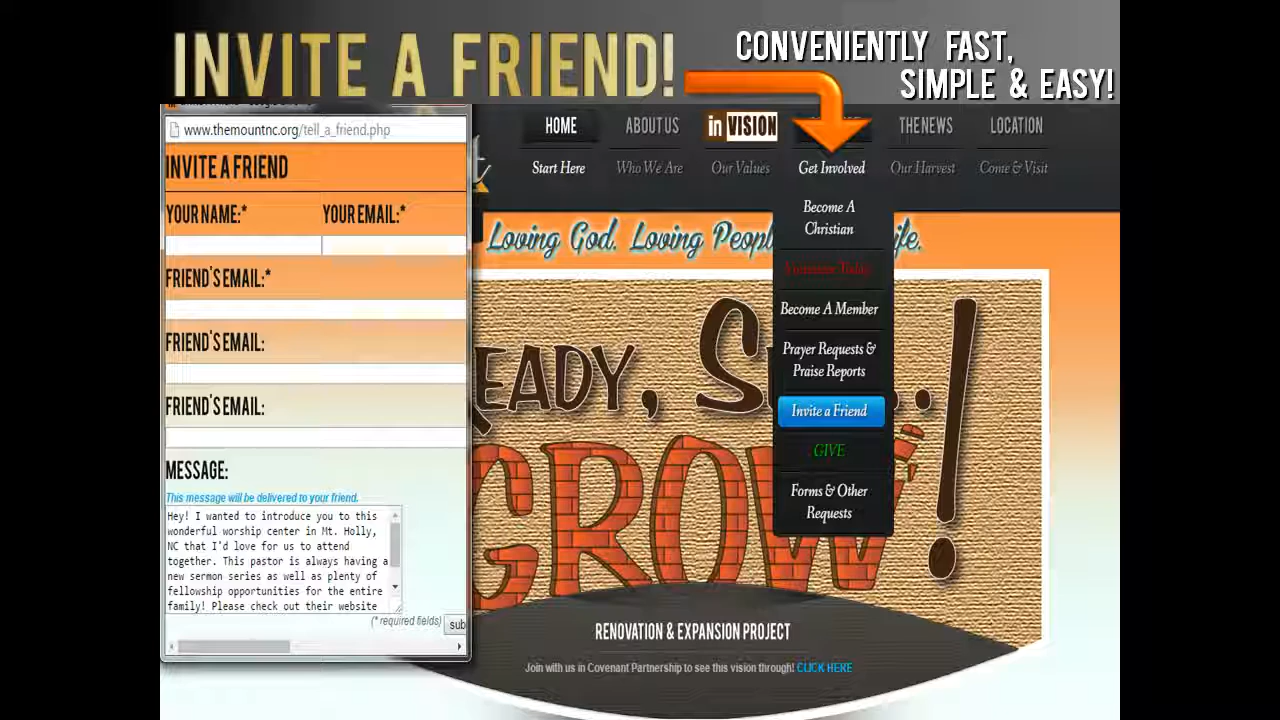 INVITE A FRIEND!
CONVENIENTLY FAST,
SIMPLE & EASY!
www.themountnc.org/tell_a_friend.php
INVITE A FRIEND
YOUR NAME:* YOUR EMAIL:*
FRIEND'S EMAIL:*
FRIEND'S EMAIL:
FRIEND'S EMAIL:
MESSAGE:
This message will be delivered to your friend.
Hey! I wanted to introduce you to this
wonderful worship center in Mt. Holly,
NC that I'd love for us to attend
together. This pastor is always having a
new sermon series as well as plenty of
fellowship opportunities for the entire
family! Please check out their website
(* required fields) sub
HOME ABOUT US in VISION THE NEWS LOCATION
Start Here Who We Are Our Values Get Involved Our Harvest Come & Visit
Become A
Christian
Volunteer Today
Become A Member
Prayer Requests &
Praise Reports
Invite a Friend
GIVE
Forms & Other
Requests
Loving God. Loving Peopl ife.
EADY, S ..!
GROW
RENOVATION & EXPANSION PROJECT
Join with us in Covenant Partnership to see this vision through! CLICK HERE